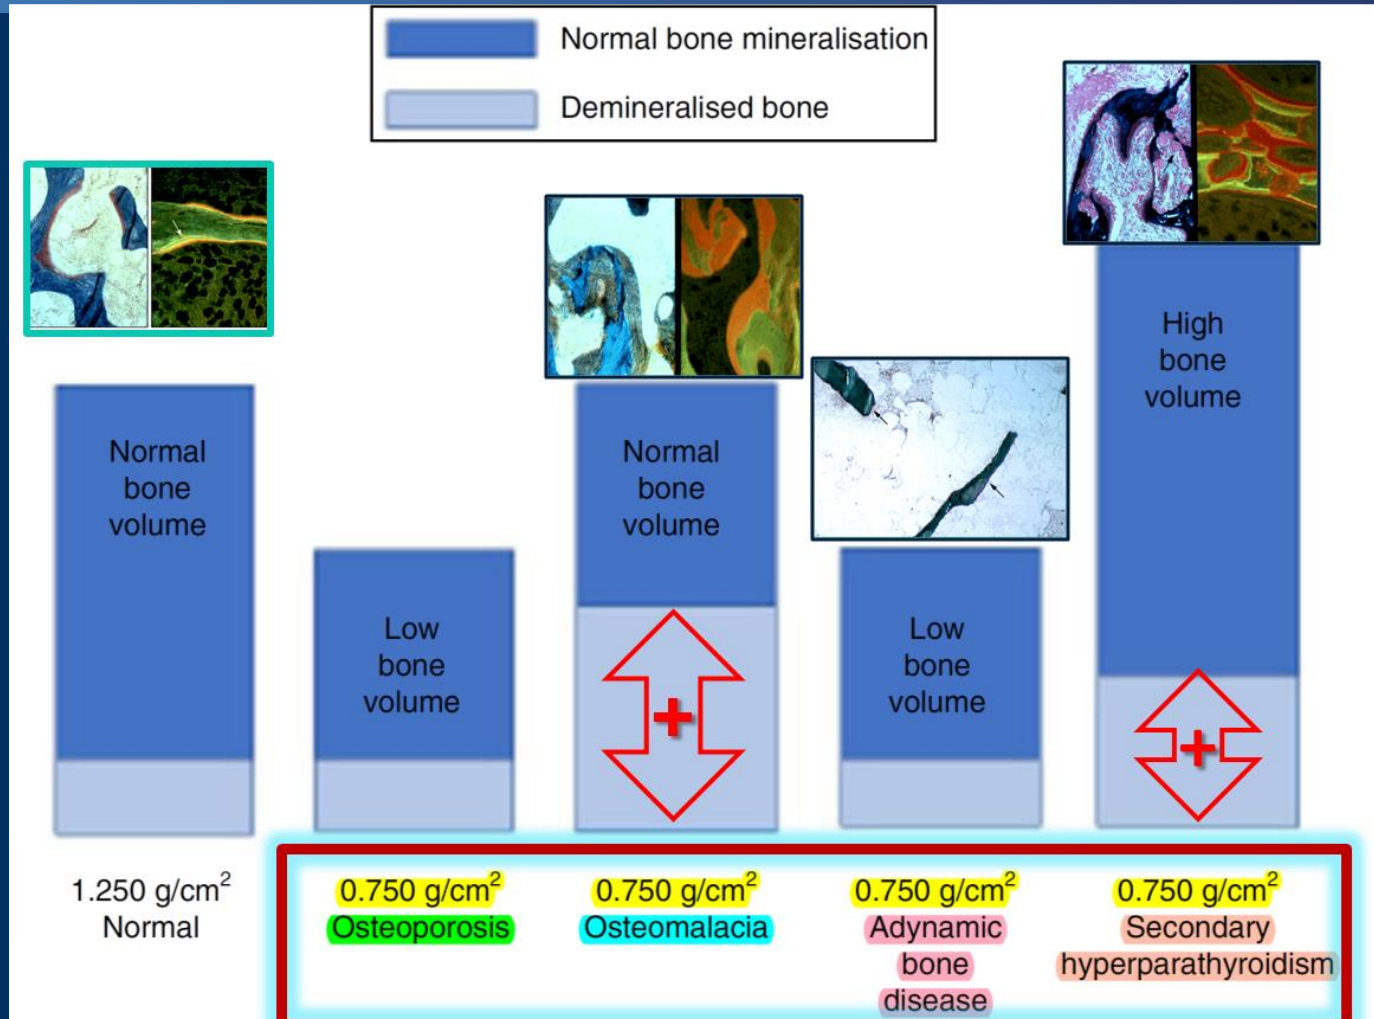 Normal bone mineralisation
Demineralised bone
Normal
bone
volume
Low
bone
volume
Normal
bone
volume
Low
bone
volume
High
bone
volume
+
+
1.250 g/cm²
Normal
0.750 g/cm²
Osteoporosis
0.750 g/cm²
Osteomalacia
0.750 g/cm²
Adynamic
bone
disease
0.750 g/cm²
Secondary
hyperparathyroidism